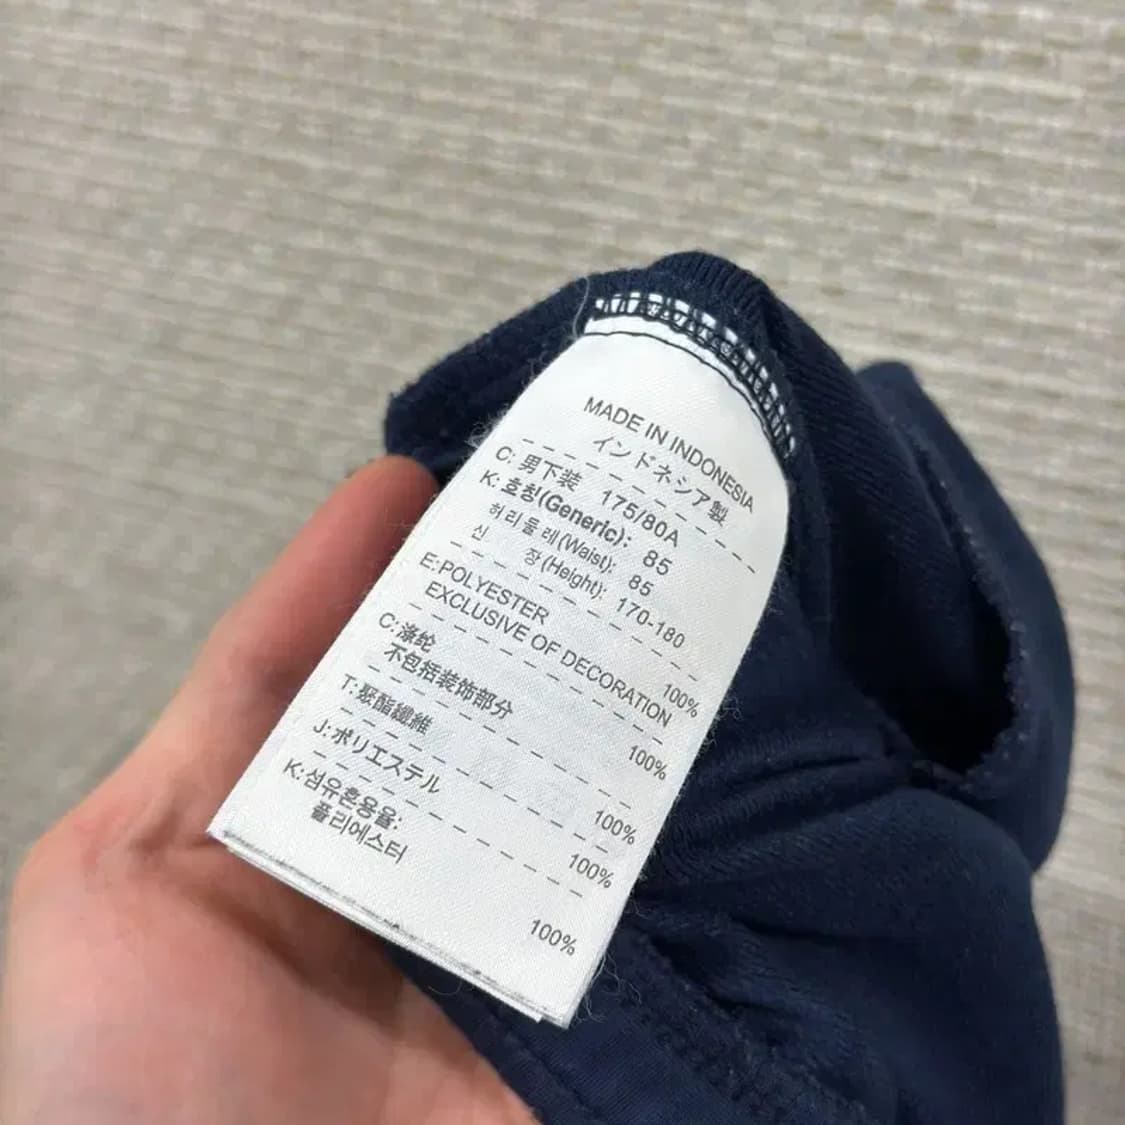 MADE IN INDONESIA
インドネシア製
C: 男下装 175/80A
K: 호칭(Generic): 85
허리둘레(Waist): 85
신 장(Height): 170-180
E:POLYESTER 100%
EXCLUSIVE OF DECORATION
C: 涤纶 100%
不包括装饰部分
T: 聚酯纖維 100%
J: ポリエステル 100%
K: 섬유혼용율:
폴리에스터 100%